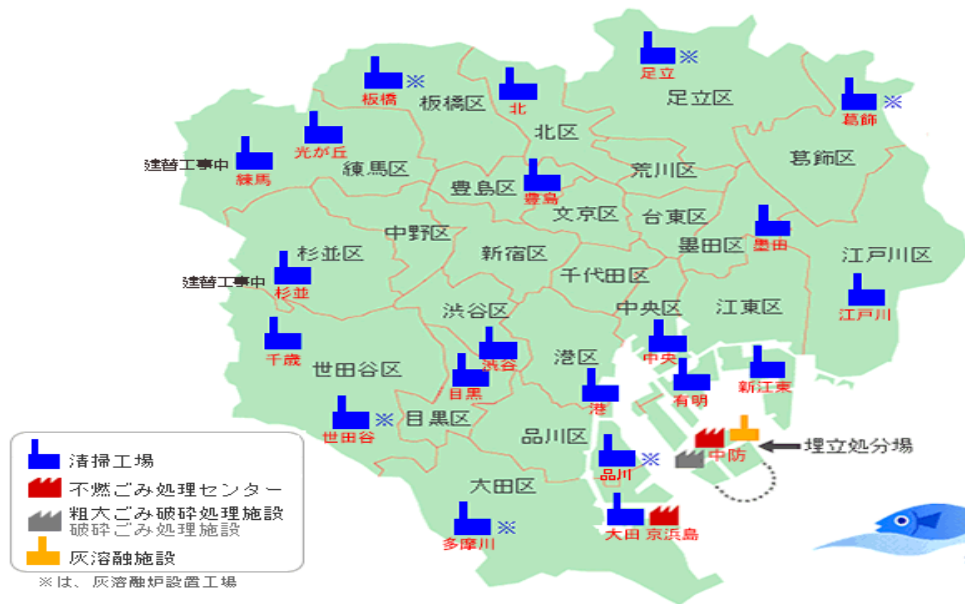 足立 ※
板橋 ※
板橋区
北
足立区
葛飾 ※
北区
光が丘
建替工事中
練馬
練馬区
荒川区
葛飾区
豊島区
豊島
文京区
台東区
中野区
墨田区
墨田
杉並区
新宿区
江戸川区
千代田区
建替工事中
杉並
渋谷区
中央区
江東区
江戸川
千歳
世田谷区
渋谷
港区
中央
目黒
港
有明
新江東
世田谷 ※
目黒区
品川区
中防
埋立処分場
品川 ※
大田区
多摩川 ※
大田 京浜島
清掃工場
不燃ごみ処理センター
粗大ごみ破砕処理施設
破砕ごみ処理施設
灰溶融施設
※は、灰溶融炉設置工場